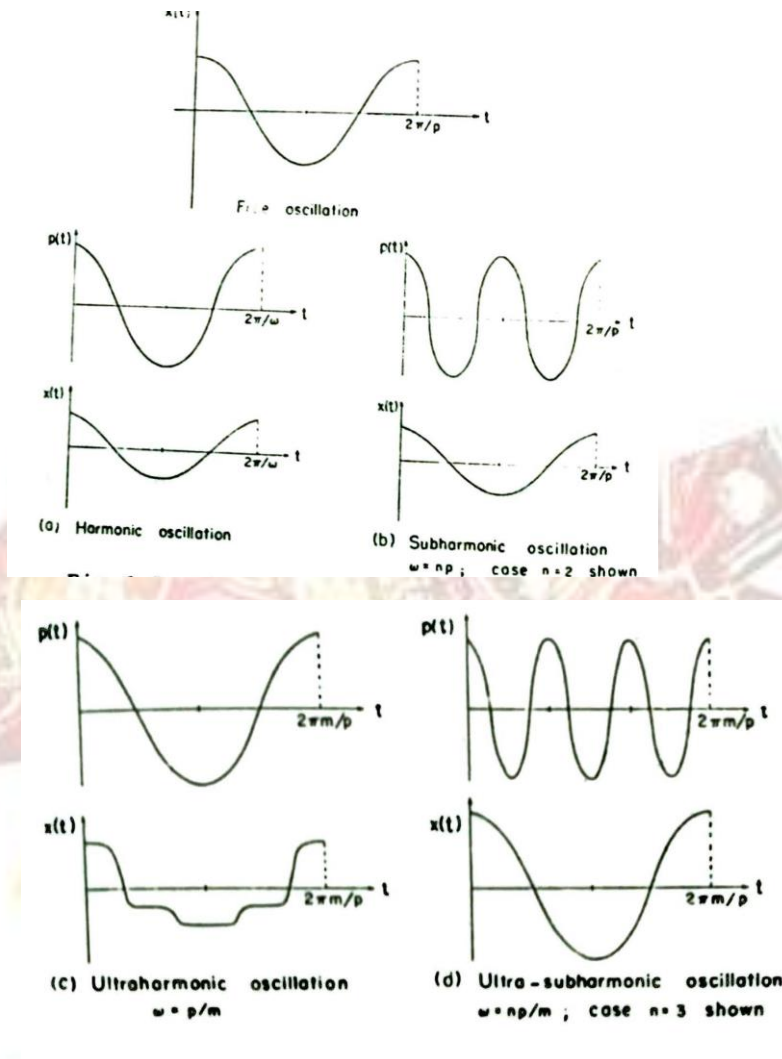 x(t)
t
2π/p
oscillation
p(t)
t
2π/ω
p(t)
t
2π/p
x(t)
t
2π/ω
x(t)
t
2π/p
(a) Harmonic oscillation
(b) Subharmonic oscillation
ω = np ; case n = 2 shown
p(t)
t
2πm/p
p(t)
t
2πm/p
x(t)
t
2πm/p
x(t)
t
2πm/p
(c) Ultraharmonic oscillation
ω = p/m
(d) Ultra-subharmonic oscillation
ω = np/m ; case n = 3 shown